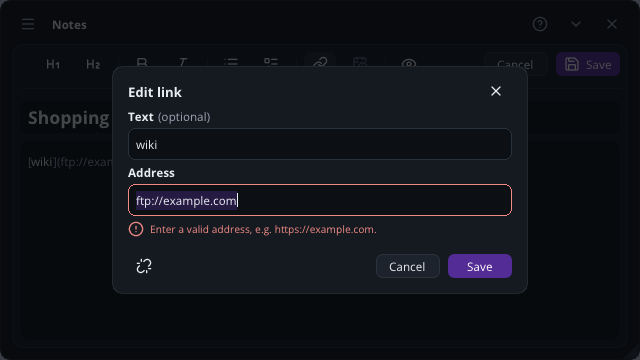 Notes
H1 H2 B I Cancel Save
Shopping
[wiki](ftp://exam
Edit link
Text (optional)
wiki
Address
ftp://example.com
Enter a valid address, e.g. https://example.com.
Cancel Save